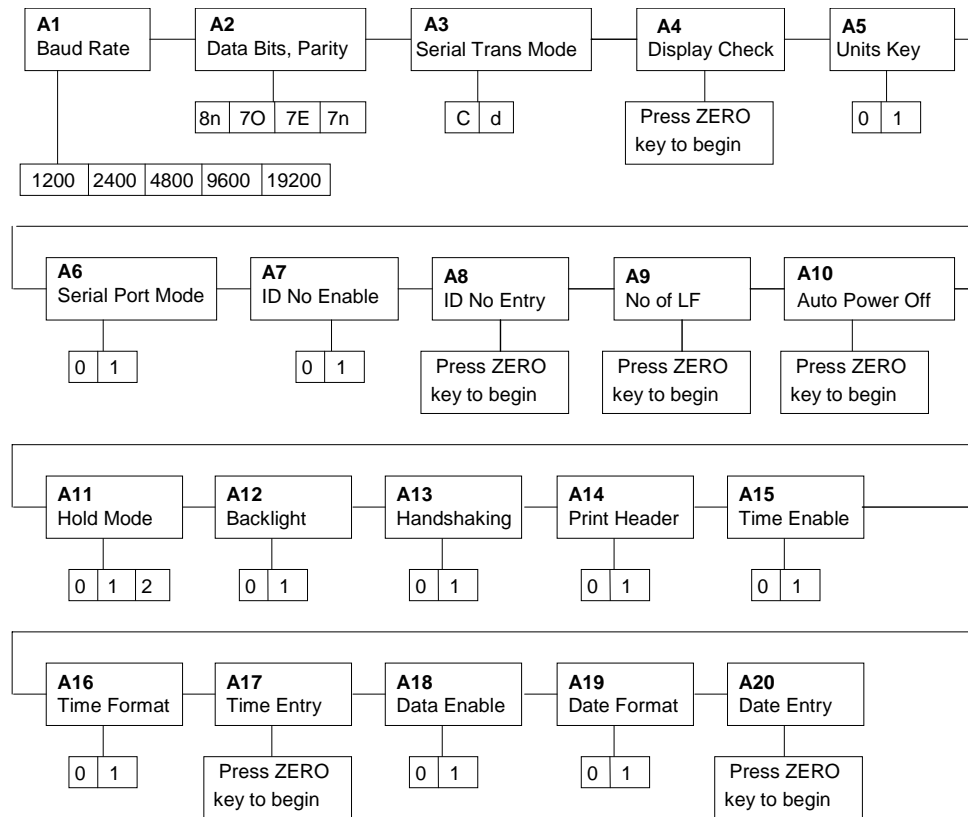 A1
Baud Rate
A2
Data Bits, Parity
A3
Serial Trans Mode
A4
Display Check
A5
Units Key
8n 7O 7E 7n
C d
Press ZERO
key to begin
0 1
1200 2400 4800 9600 19200
A6
Serial Port Mode
A7
ID No Enable
A8
ID No Entry
A9
No of LF
A10
Auto Power Off
0 1
0 1
Press ZERO
key to begin
Press ZERO
key to begin
Press ZERO
key to begin
A11
Hold Mode
A12
Backlight
A13
Handshaking
A14
Print Header
A15
Time Enable
0 1 2
0 1
0 1
0 1
0 1
A16
Time Format
A17
Time Entry
A18
Data Enable
A19
Date Format
A20
Date Entry
0 1
Press ZERO
key to begin
0 1
0 1
Press ZERO
key to begin